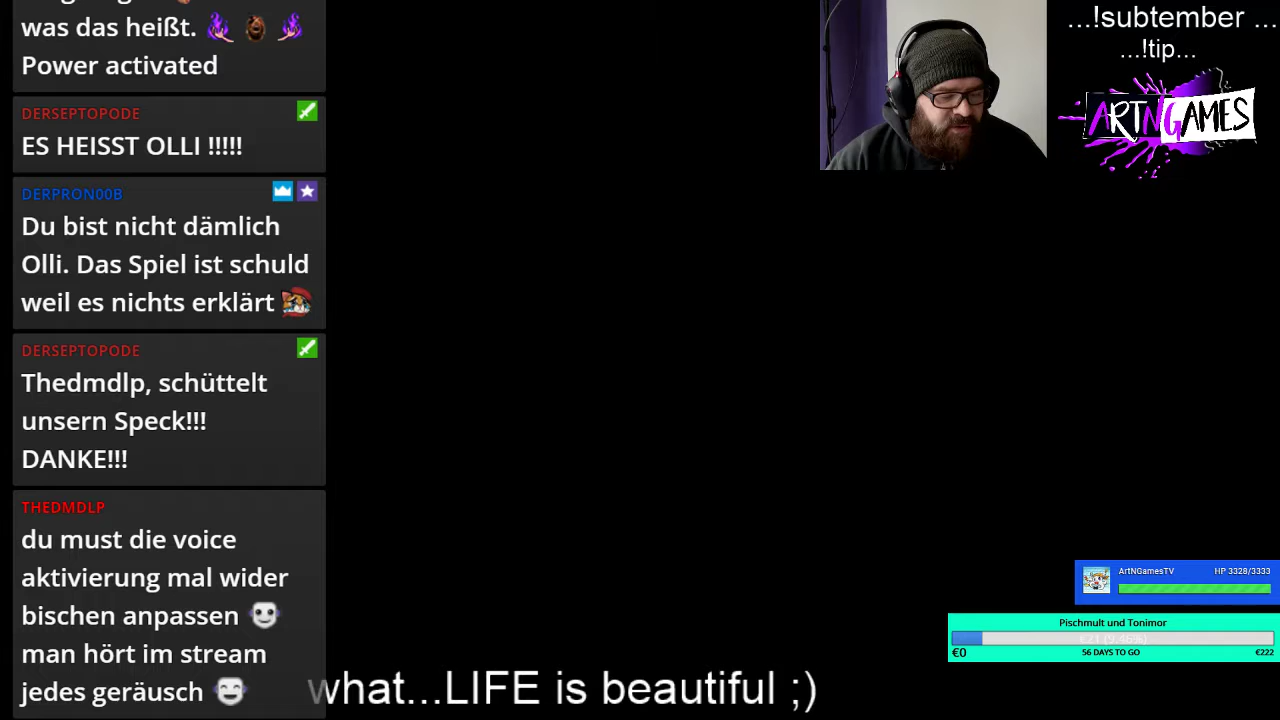 was das heißt.
Power activated
DERSEPTOPODE
ES HEISST OLLI !!!!!
DERPRON00B
Du bist nicht dämlich
Olli. Das Spiel ist schuld
weil es nichts erklärt
DERSEPTOPODE
Thedmdlp, schüttelt
unsern Speck!!!
DANKE!!!
THEDMDLP
du must die voice
aktivierung mal wider
bischen anpassen
man hört im stream
jedes geräusch
what...LIFE is beautiful ;)
...!subtember ...
...!tip...
ARTNGAMES
ArtNGamesTV HP 3328/3333
Pischmult und Tonimor
€21 (9.46%)
€0 56 DAYS TO GO €222